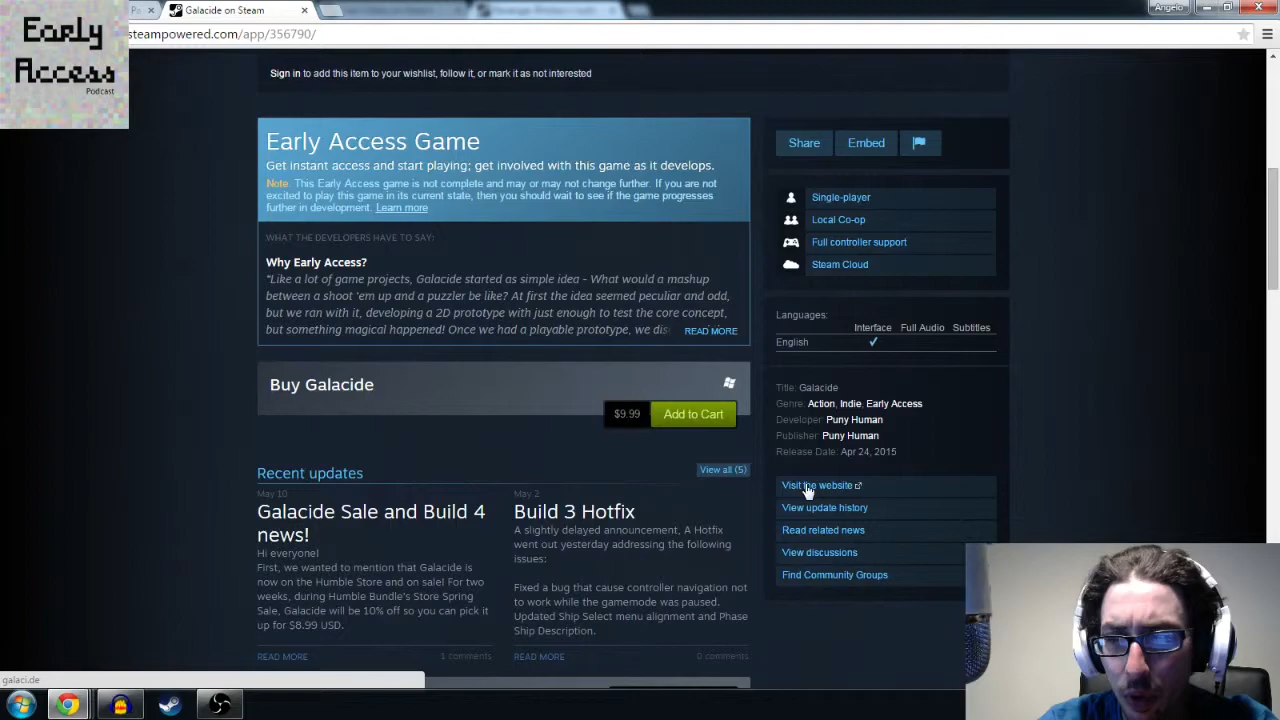 Early
Access
Podcast
Pa
Galacide on Steam
Angelo
steampowered.com/app/356790/
Sign in to add this item to your wishlist, follow it, or mark it as not interested
Early Access Game
Get instant access and start playing; get involved with this game as it develops.
Note: This Early Access game is not complete and may or may not change further. If you are
not excited to play this game in its current state, then you should wait to see if the game progresses
further in development. Learn more
WHAT THE DEVELOPERS HAVE TO SAY:
Why Early Access?
“Like a lot of game projects, Galacide started as simple idea - What would a mashup
between a shoot 'em up and a puzzler be like? At first the idea seemed peculiar and odd,
but we ran with it, developing a 2D prototype with just enough to test the core concept,
but something magical happened! Once we had a playable prototype, we dis
READ MORE
Buy Galacide
$9.99
Add to Cart
Recent updates
View all (5)
May 10
Galacide Sale and Build 4
news!
Hi everyone!
First, we wanted to mention that Galacide is
now on the Humble Store and on sale! For two
weeks, during Humble Bundle's Store Spring
Sale, Galacide will be 10% off so you can pick it
up for $8.99 USD.
READ MORE
1 comments
May 2
Build 3 Hotfix
A slightly delayed announcement, A Hotfix
went out yesterday addressing the following
issues:
Fixed a bug that cause controller navigation not
to work while the gamemode was paused.
Updated Ship Select menu alignment and Phase
Ship Description.
READ MORE
0 comments
Share
Embed
Single-player
Local Co-op
Full controller support
Steam Cloud
Languages:
Interface Full Audio Subtitles
English
Title: Galacide
Genre: Action, Indie, Early Access
Developer: Puny Human
Publisher: Puny Human
Release Date: Apr 24, 2015
Visit the website
View update history
Read related news
View discussions
Find Community Groups
galaci.de